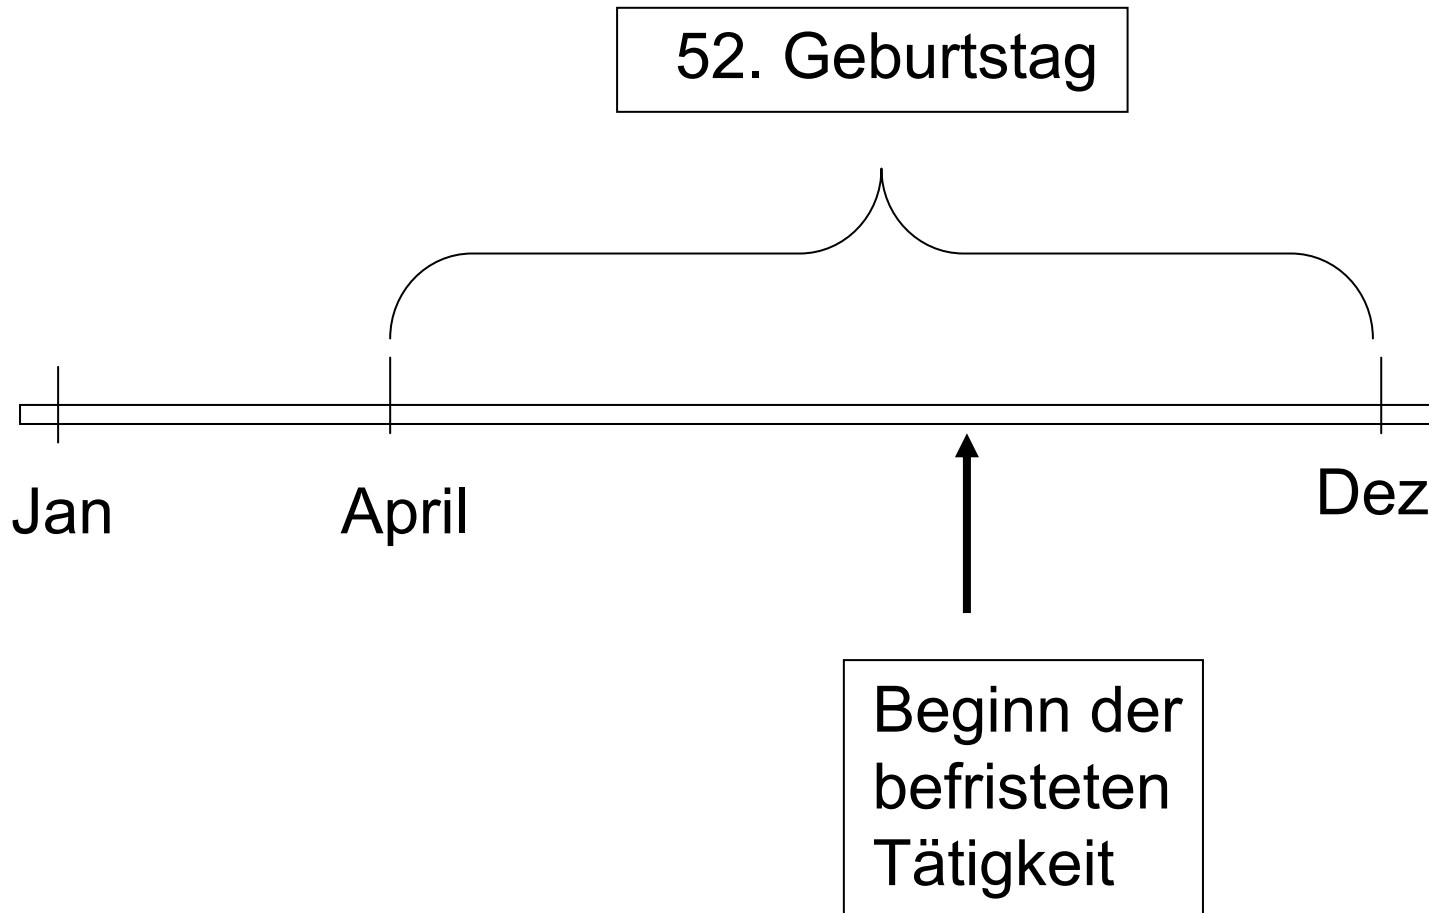 52. Geburtstag
Jan
April
Dez
Beginn der
befristeten
Tätigkeit